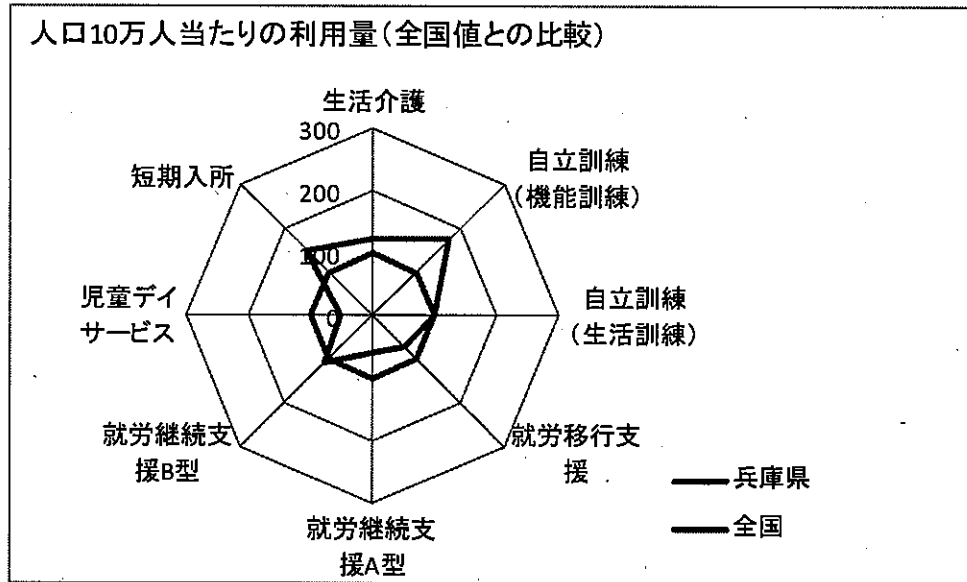 人口10万人当たりの利用量(全国値との比較)
生活介護
300
200
100
0
自立訓練
(機能訓練)
自立訓練
(生活訓練)
就労移行支
援
就労継続支
援A型
就労継続支
援B型
児童デイ
サービス
短期入所
兵庫県
全国